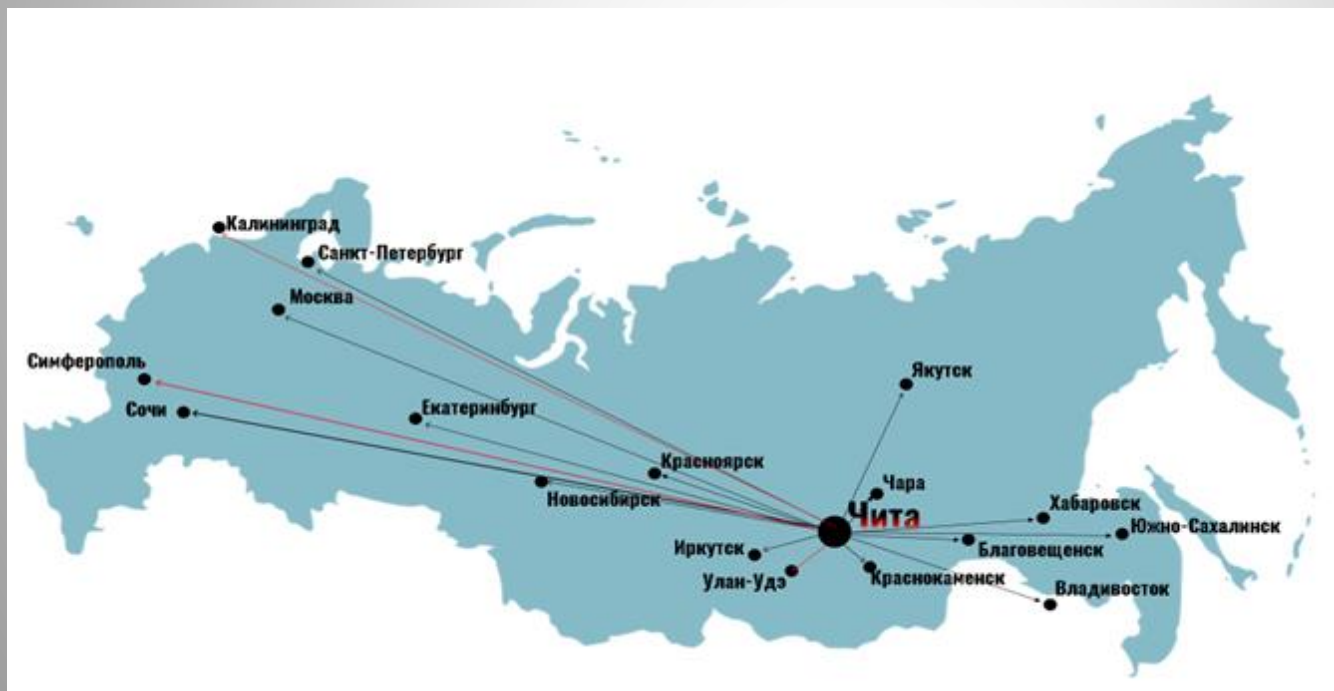 Калининград
Санкт-Петербург
Москва
Симферополь
Сочи
Екатеринбург
Якутск
Красноярск
Новосибирск
Чара
Чита
Хабаровск
Южно-Сахалинск
Благовещенск
Иркутск
Улан-Удэ
Краснокаменск
Владивосток